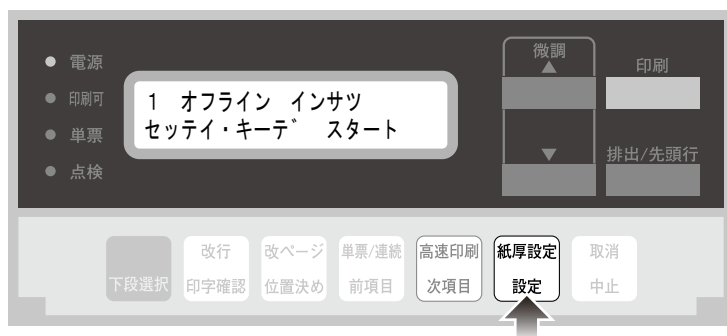 電源
印刷可
単票
点検
1 オフライン インサツ
セッテイ・キーデ゛ スタート
微調
▲
▼
印刷
排出/先頭行
下段選択
改行
印字確認
改ページ
位置決め
単票/連続
前項目
高速印刷
次項目
紙厚設定
設定
取消
中止